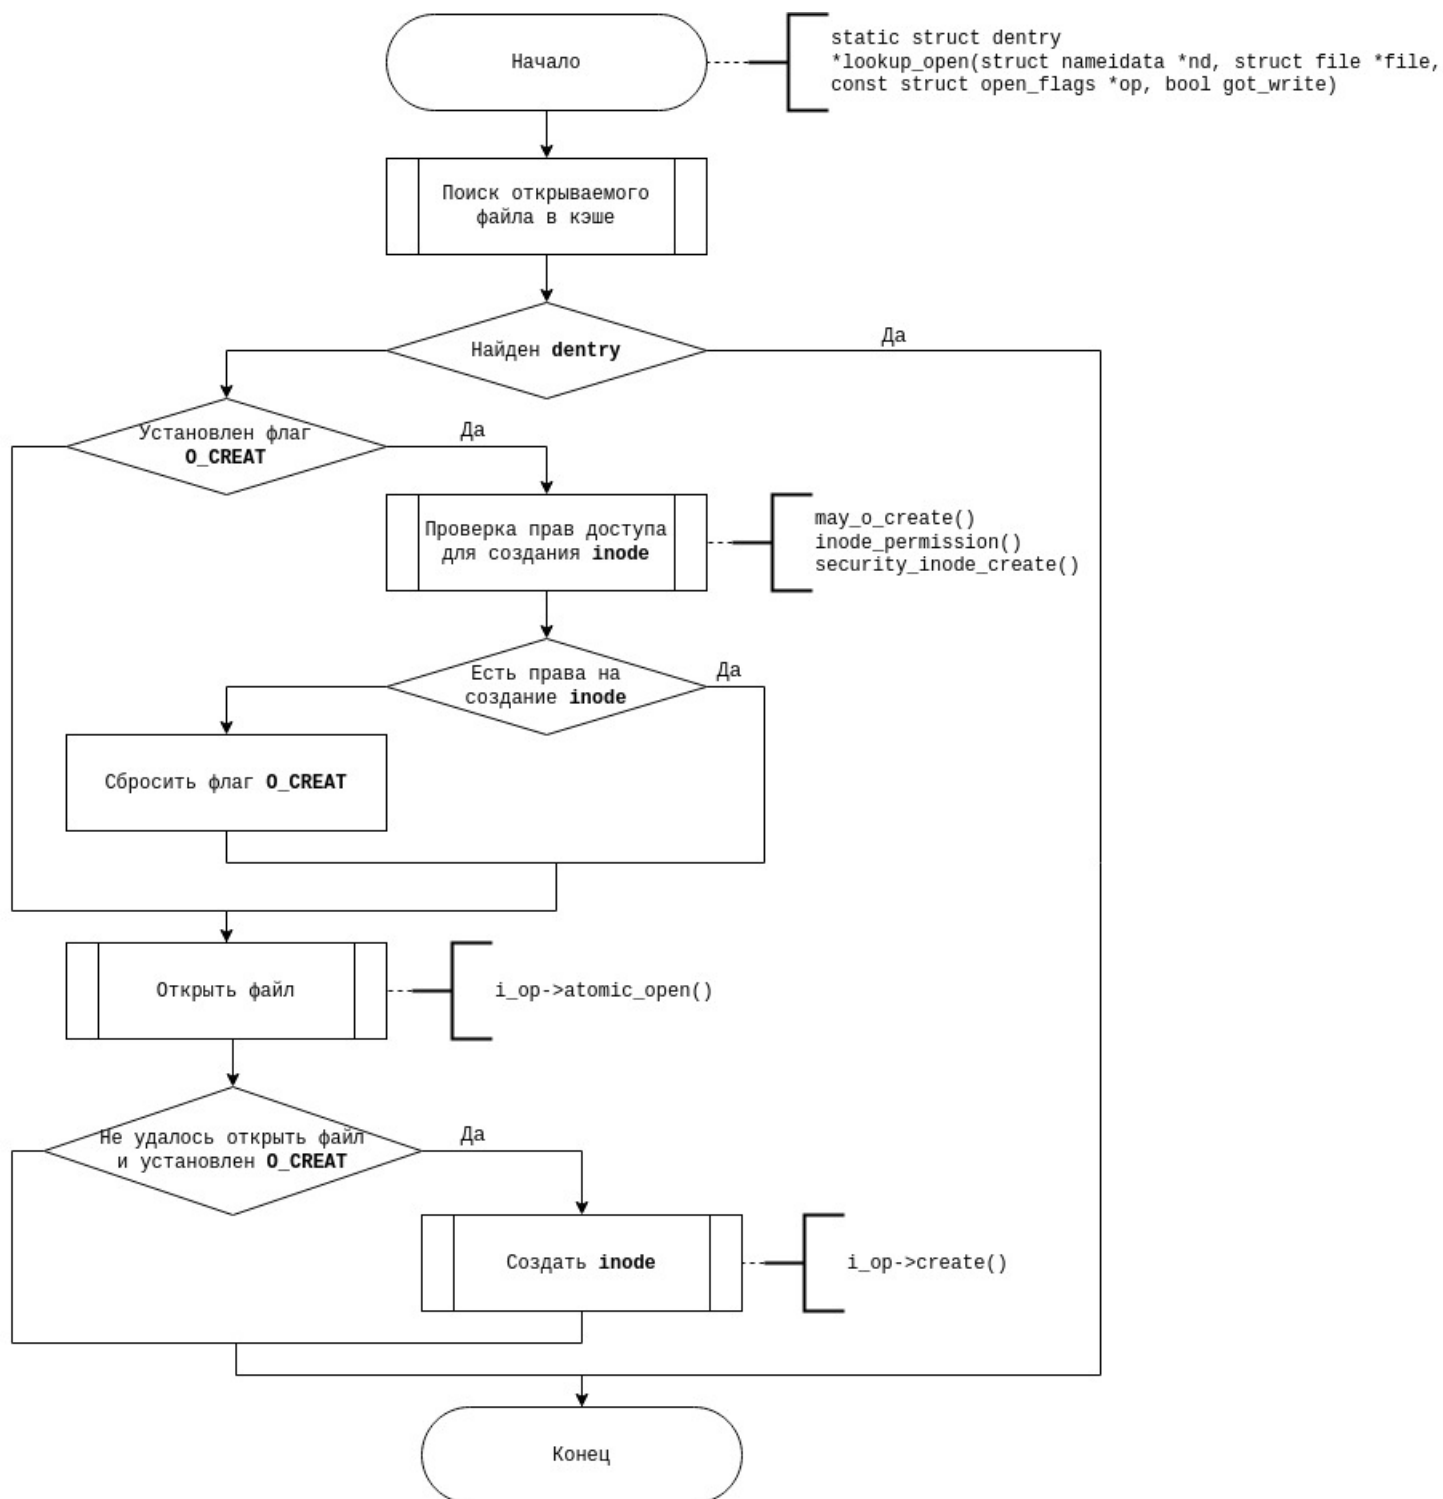 Начало
static struct dentry
*lookup_open(struct nameidata *nd, struct file *file,
const struct open_flags *op, bool got_write)
Поиск открываемого
файла в кэше
Найден dentry
Да
Установлен флаг
O_CREAT
Да
Проверка прав доступа
для создания inode
may_o_create()
inode_permission()
security_inode_create()
Есть права на
создание inode
Да
Сбросить флаг O_CREAT
Открыть файл
i_op->atomic_open()
Не удалось открыть файл
и установлен O_CREAT
Да
Создать inode
i_op->create()
Конец